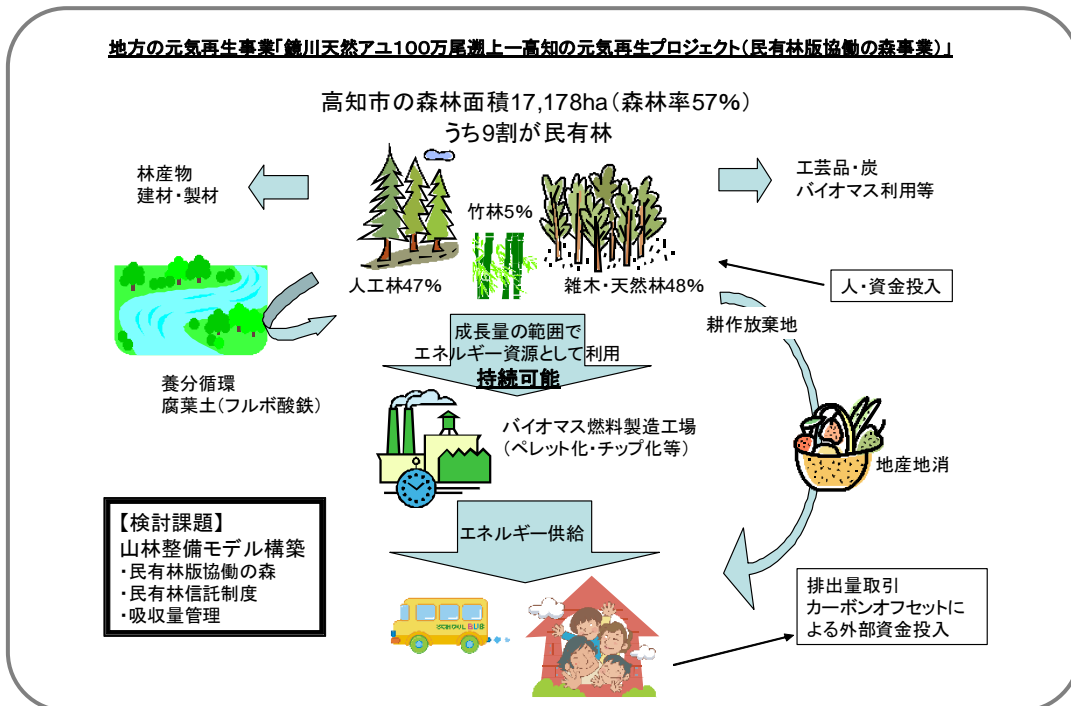 地方の元気再生事業「鏡川天然アユ100万尾遡上ー高知の元気再生プロジェクト(民有林版協働の森事業)」
高知市の森林面積17,178ha(森林率57%)
うち9割が民有林
林産物
建材・製材
工芸品・炭
バイオマス利用等
竹林5%
人工林47%
雑木・天然林48%
人・資金投入
耕作放棄地
成長量の範囲で
エネルギー資源として利用
持続可能
養分循環
腐葉土(フルボ酸鉄)
バイオマス燃料製造工場
(ペレット化・チップ化等)
地産地消
【検討課題】
山林整備モデル構築
・民有林版協働の森
・民有林信託制度
・吸収量管理
エネルギー供給
排出量取引
カーボンオフセットに
よる外部資金投入